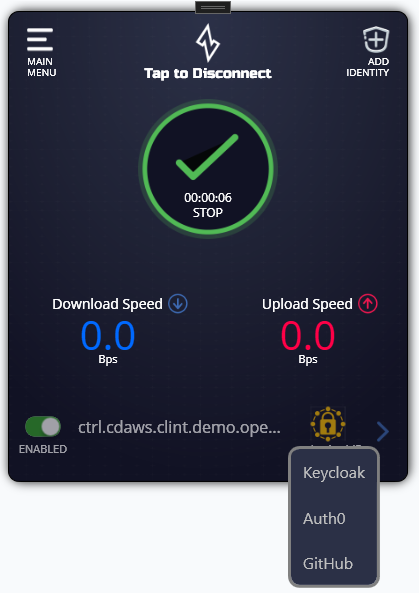 MAIN
MENU
Tap to Disconnect
ADD
IDENTITY
00:00:06
STOP
Download Speed
0.0
Bps
Upload Speed
0.0
Bps
ctrl.cdaws.clint.demo.ope...
ENABLED
Keycloak
Auth0
GitHub